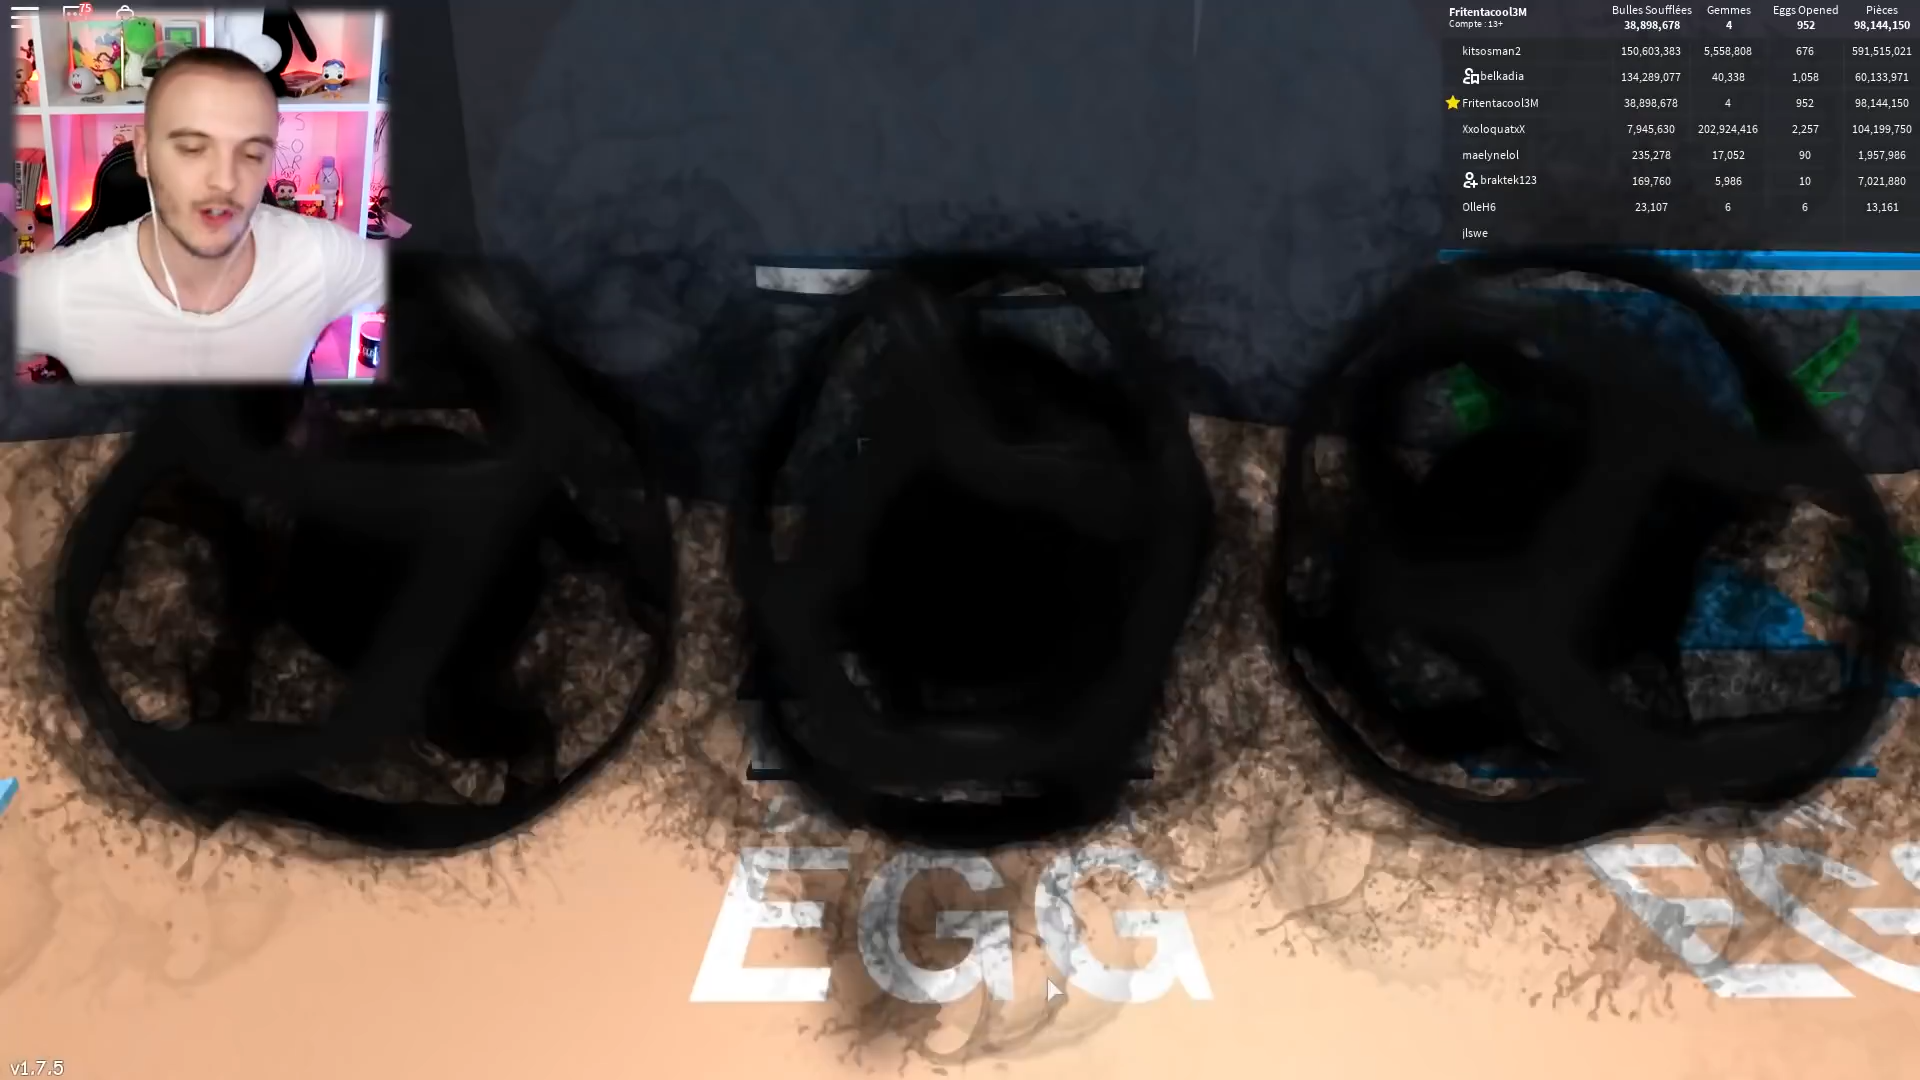 75
Fritentacool3M Bulles Soufflées Gemmes Eggs Opened Pièces
Compte : 13+ 38,898,678 4 952 98,144,150
kitsosman2 150,603,383 5,558,808 676 591,515,021
belkadia 134,289,077 40,338 1,058 60,133,971
Fritentacool3M 38,898,678 4 952 98,144,150
XxoloquatxX 7,945,630 202,924,416 2,257 104,199,750
maelynelol 235,278 17,052 90 1,957,986
braktek123 169,760 5,986 10 7,021,880
OlleH6 23,107 6 6 13,161
jlswe
EGG
v1.7.5